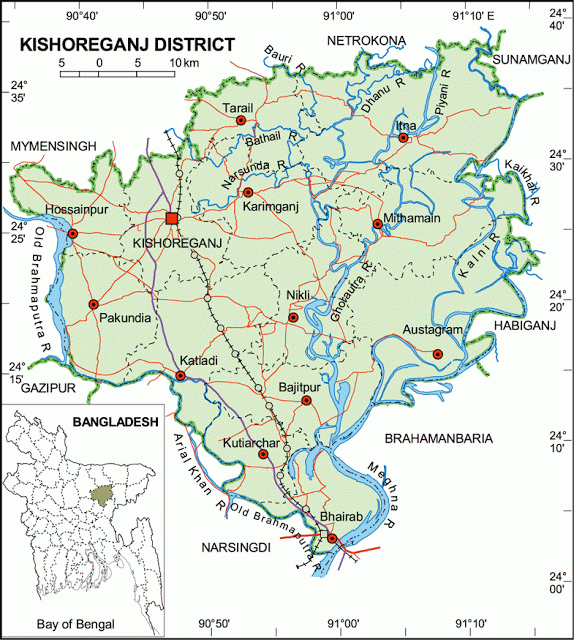 90°40'
90°50'
91°00'
91°10' E
24°
40'
KISHOREGANJ DISTRICT
5 0 5 10 km
NETROKONA
SUNAMGANJ
Bauri R
Dhanu R
Piyani R
24°
35'
Tarail
Itna
Bathail R
MYMENSINGH
24°
30'
Narsunda R
Kalkhal R
Karimganj
Hossainpur
Mithamain
24°
25'
KISHOREGANJ
Old Brahmaputra R
Kalni R
Ghorautra R
24°
20'
Nikli
Pakundia
HABIGANJ
Austagram
Katiadi
24°
15'
GAZIPUR
Bajitpur
BANGLADESH
BRAHAMANBARIA
24°
10'
Kutiarchar
Arial Khan R
Meghna R
Old Brahmaputra R
24°
05'
Bhairab
NARSINGDI
24°
00'
Bay of Bengal
90°50'
91°00'
91°10'